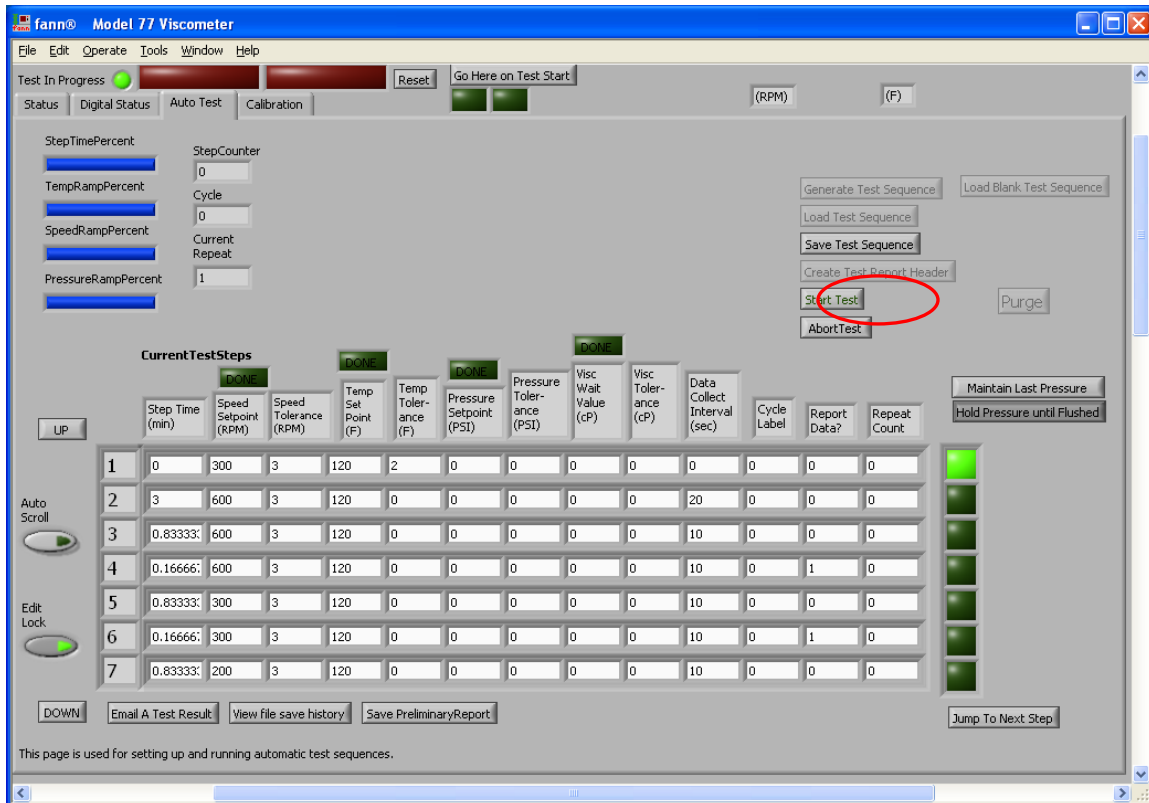 fann® Model 77 Viscometer
File Edit Operate Tools Window Help
Test In Progress Reset Go Here on Test Start
Status Digital Status Auto Test Calibration (RPM) (F)
StepTimePercent
TempRampPercent
SpeedRampPercent
PressureRampPercent
StepCounter
0
Cycle
0
Current
Repeat
1
Generate Test Sequence Load Blank Test Sequence
Load Test Sequence
Save Test Sequence
Create Test Report Header
Start Test Purge
AbortTest
CurrentTestSteps
DONE DONE DONE DONE
Step Time
(min)
Speed
Setpoint
(RPM)
Speed
Tolerance
(RPM)
Temp
Set
Point
(F)
Temp
Toler-
ance
(F)
Pressure
Setpoint
(PSI)
Pressure
Toler-
ance
(PSI)
Visc
Wait
Value
(cP)
Visc
Toler-
ance
(cP)
Data
Collect
Interval
(sec)
Cycle
Label
Report
Data?
Repeat
Count
Maintain Last Pressure
Hold Pressure until Flushed
UP
1 0 300 3 120 2 0 0 0 0 0 0 0 0
2 3 600 3 120 0 0 0 0 0 20 0 0 0
3 0.83333 600 3 120 0 0 0 0 0 10 0 0 0
4 0.16666 600 3 120 0 0 0 0 0 10 0 1 0
5 0.83333 300 3 120 0 0 0 0 0 10 0 0 0
6 0.16666 300 3 120 0 0 0 0 0 10 0 1 0
7 0.83333 200 3 120 0 0 0 0 0 10 0 0 0
Auto
Scroll
Edit
Lock
DOWN Email A Test Result View file save history Save PreliminaryReport Jump To Next Step
This page is used for setting up and running automatic test sequences.